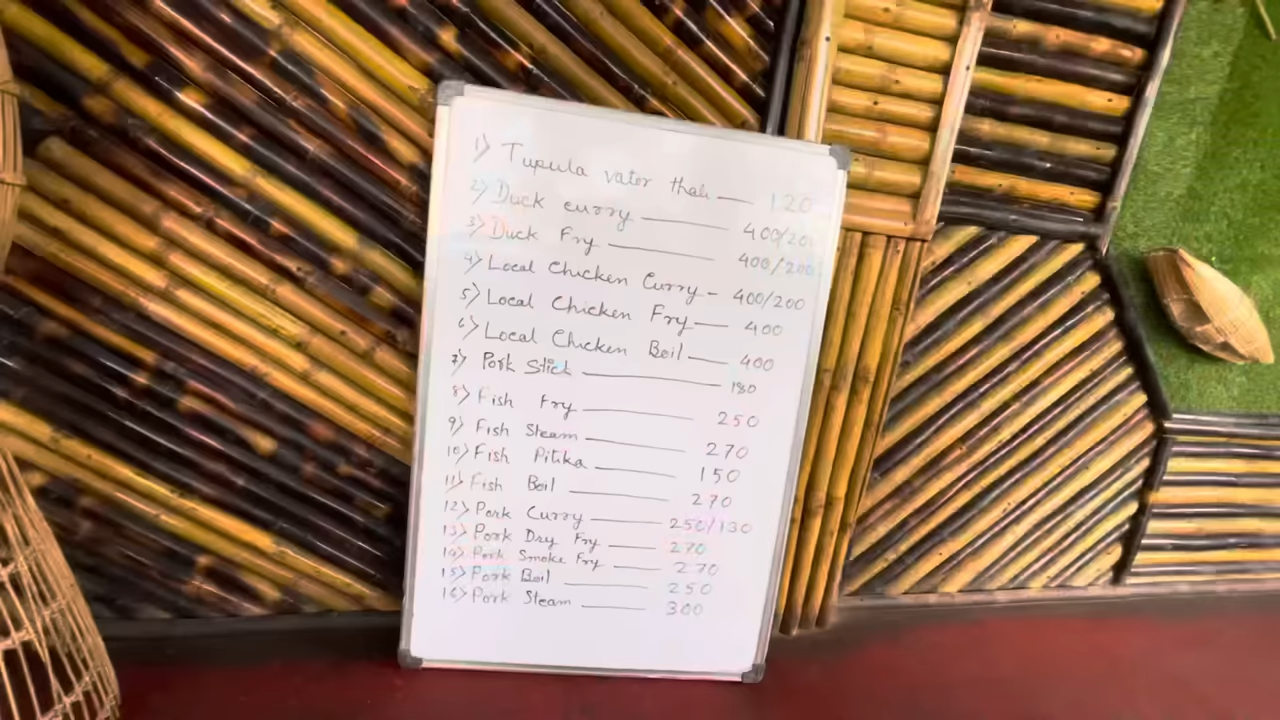 1) Tupula vator thali — 120
2) Duck curry — 400/200
3) Duck Fry — 400/200
4) Local Chicken Curry — 400/200
5) Local Chicken Fry — 400
6) Local Chicken Boil — 400
7) Pork Stick — 180
8) Fish Fry — 250
9) Fish Steam — 270
10) Fish Pitika — 150
11) Fish Boil — 270
12) Pork Curry — 250/130
13) Pork Dry Fry — 270
14) Pork Smoke Fry — 270
15) Pork Boil — 250
16) Pork Steam — 300